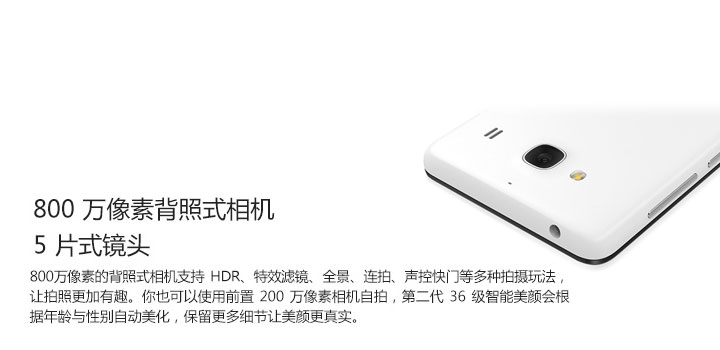 800 万像素背照式相机
5 片式镜头
800万像素的背照式相机支持 HDR、特效滤镜、全景、连拍、声控快门等多种拍摄玩法，
让拍照更加有趣。你也可以使用前置 200 万像素相机自拍，第二代 36 级智能美颜会根
据年龄与性别自动美化，保留更多细节让美颜更真实。